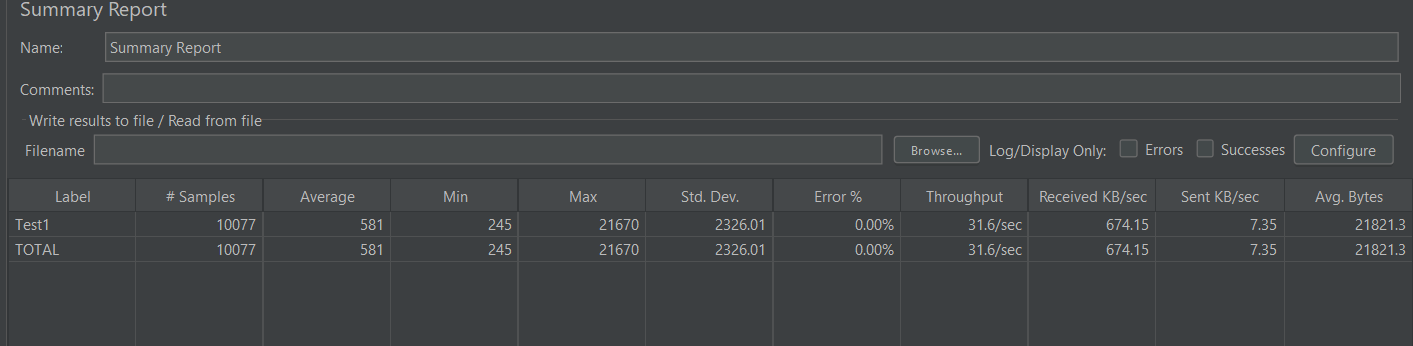 Summary Report
Name: Summary Report
Comments:
Write results to file / Read from file
Filename Browse... Log/Display Only: Errors Successes Configure
Label # Samples Average Min Max Std. Dev. Error % Throughput Received KB/sec Sent KB/sec Avg. Bytes
Test1 10077 581 245 21670 2326.01 0.00% 31.6/sec 674.15 7.35 21821.3
TOTAL 10077 581 245 21670 2326.01 0.00% 31.6/sec 674.15 7.35 21821.3